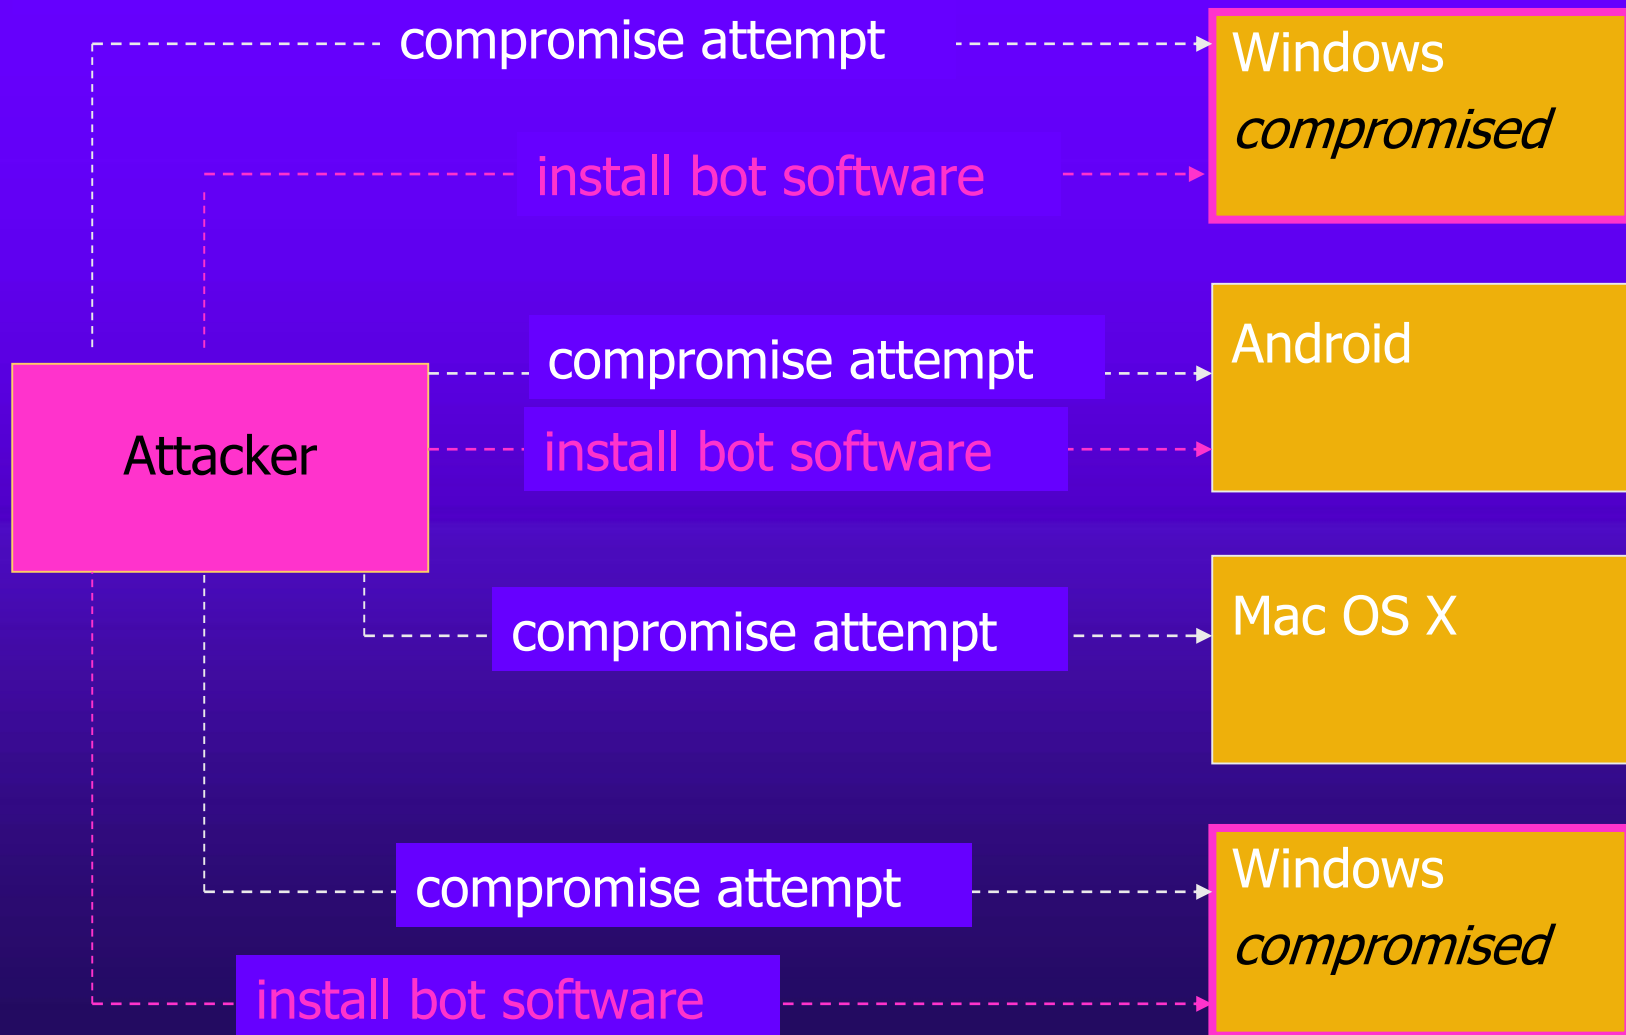 compromise attempt
Windows
compromised
install bot software
compromise attempt
Android
Attacker
install bot software
compromise attempt
Mac OS X
compromise attempt
Windows
compromised
install bot software